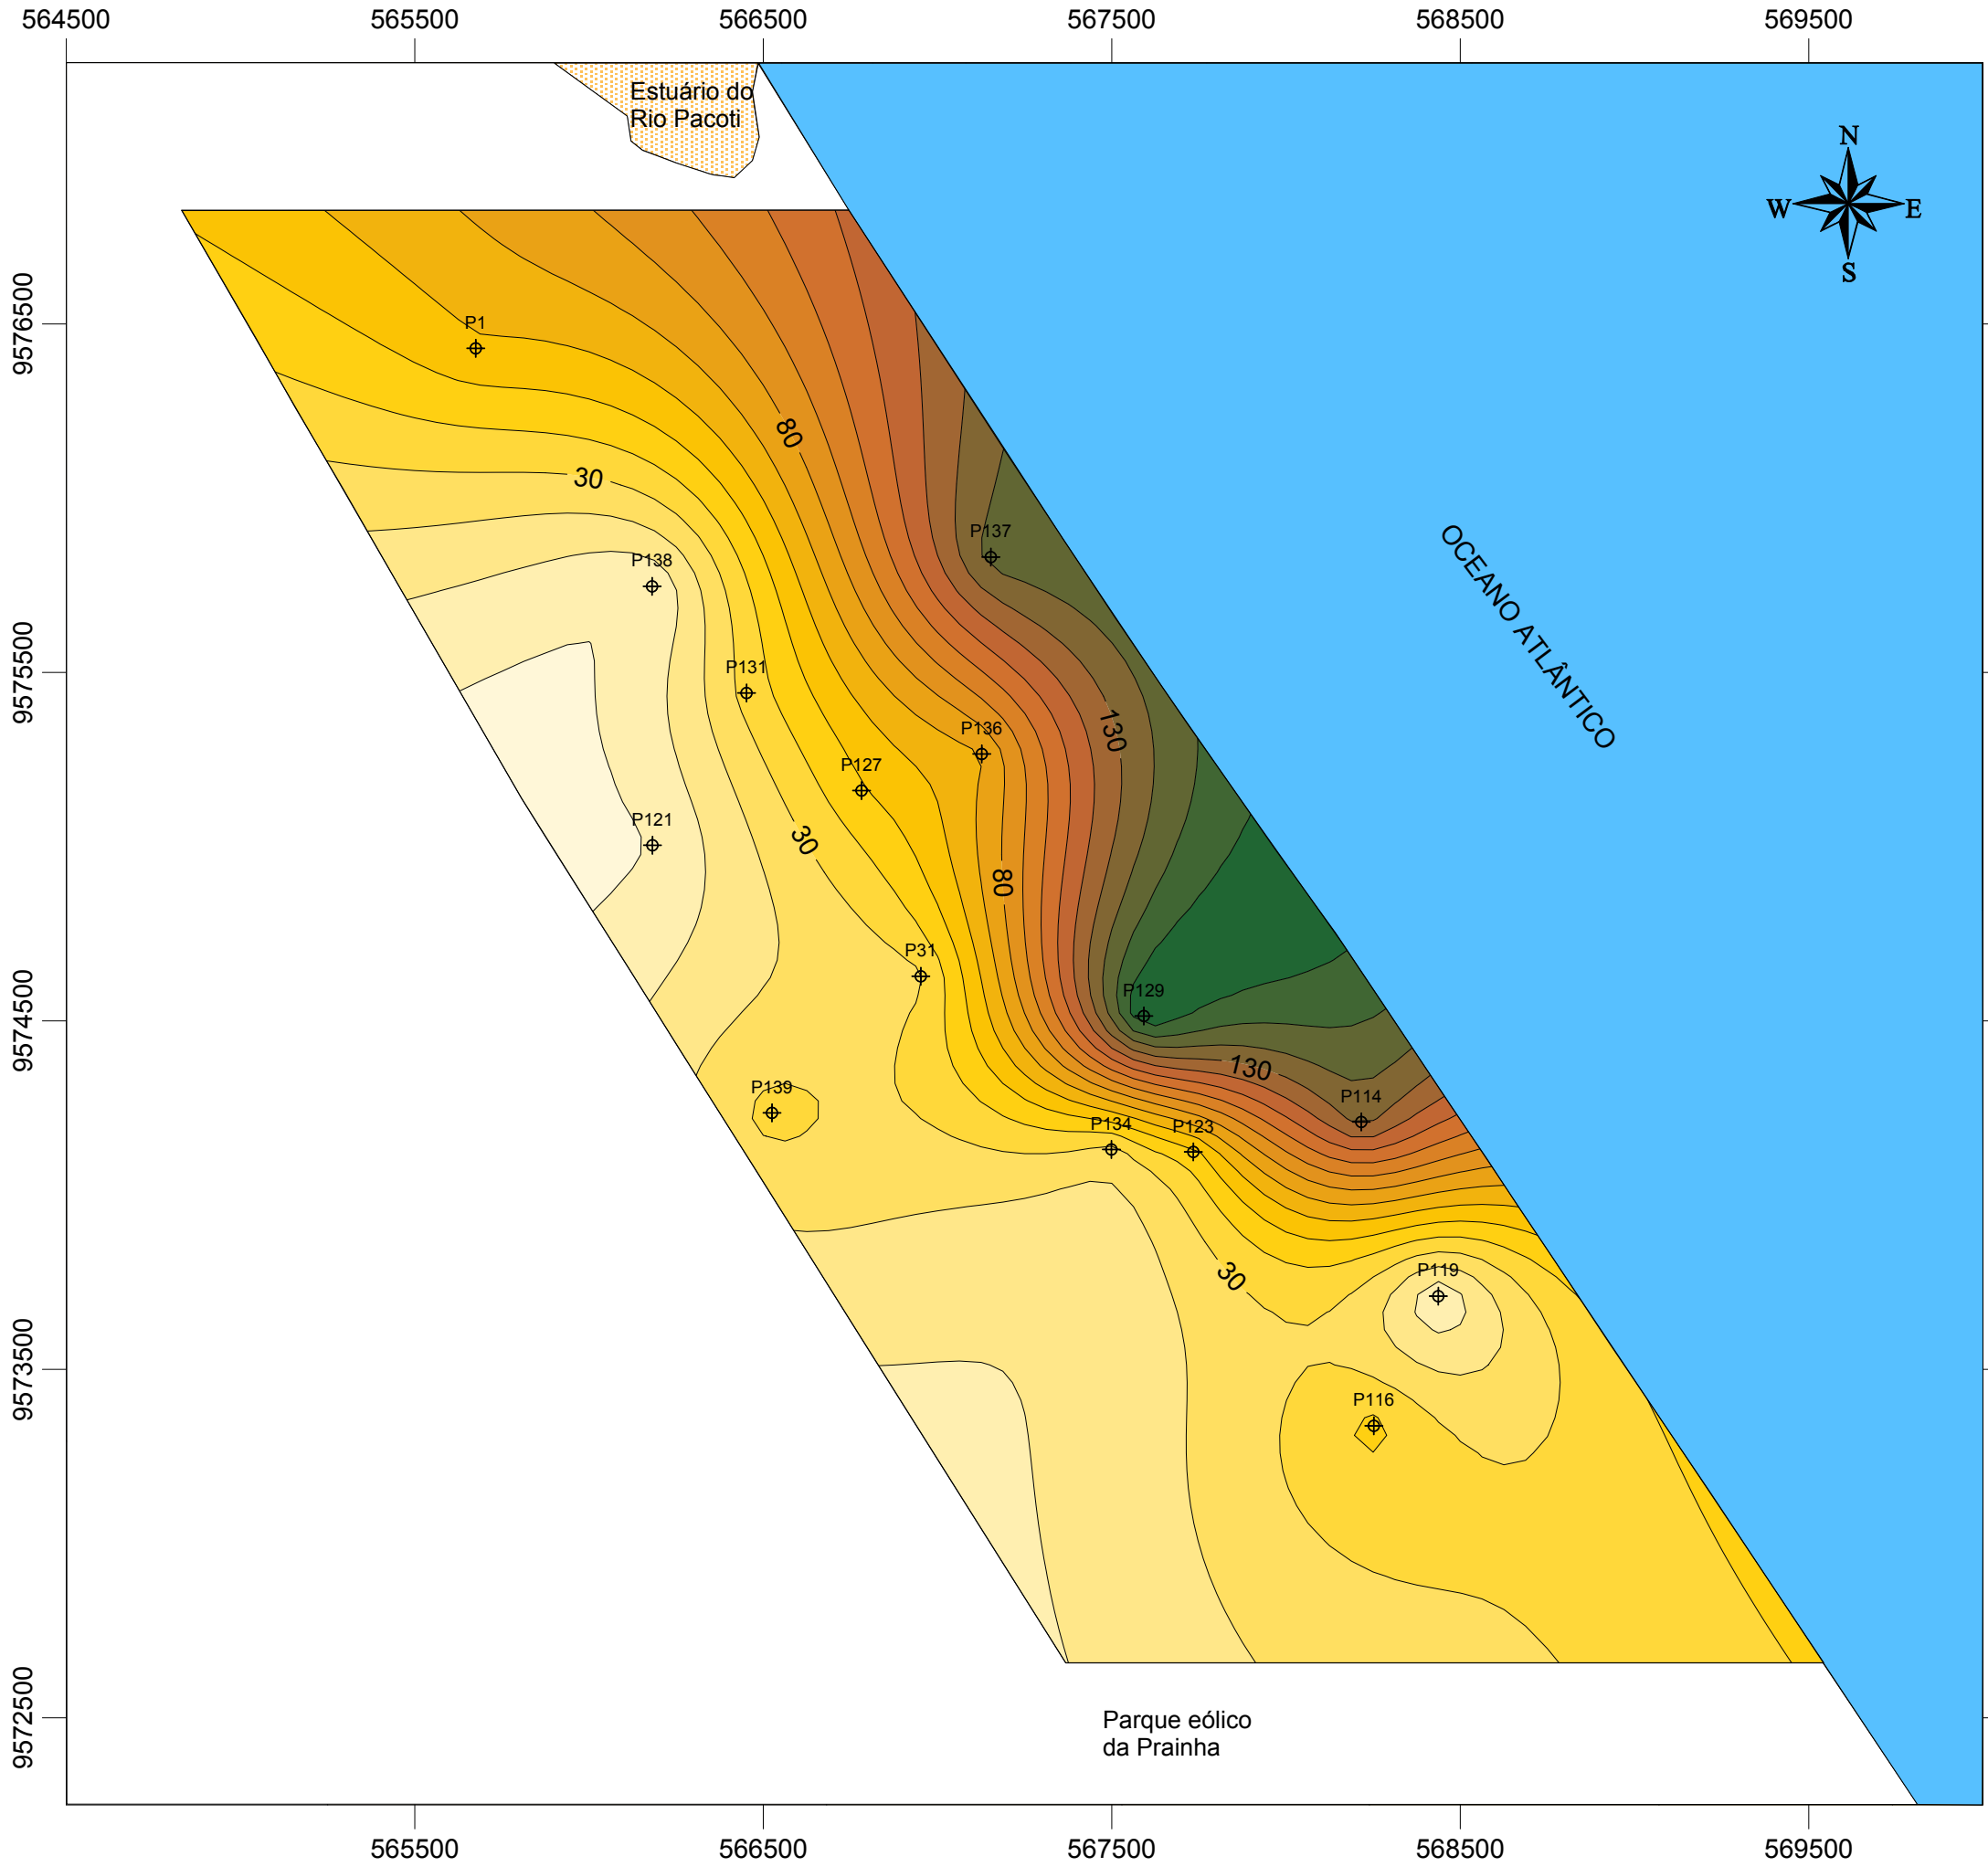 564500
565500
566500
567500
568500
569500
Estuário do
Rio Pacoti
N
W
E
S
9576500
P1
80
30
P137
P138
OCEANO ATLÂNTICO
9575500
P131
P136
130
P127
P121
30
80
P31
P129
9574500
130
P139
P114
P134
P123
30
P119
9573500
P116
9572500
Parque eólico
da Prainha
565500
566500
567500
568500
569500